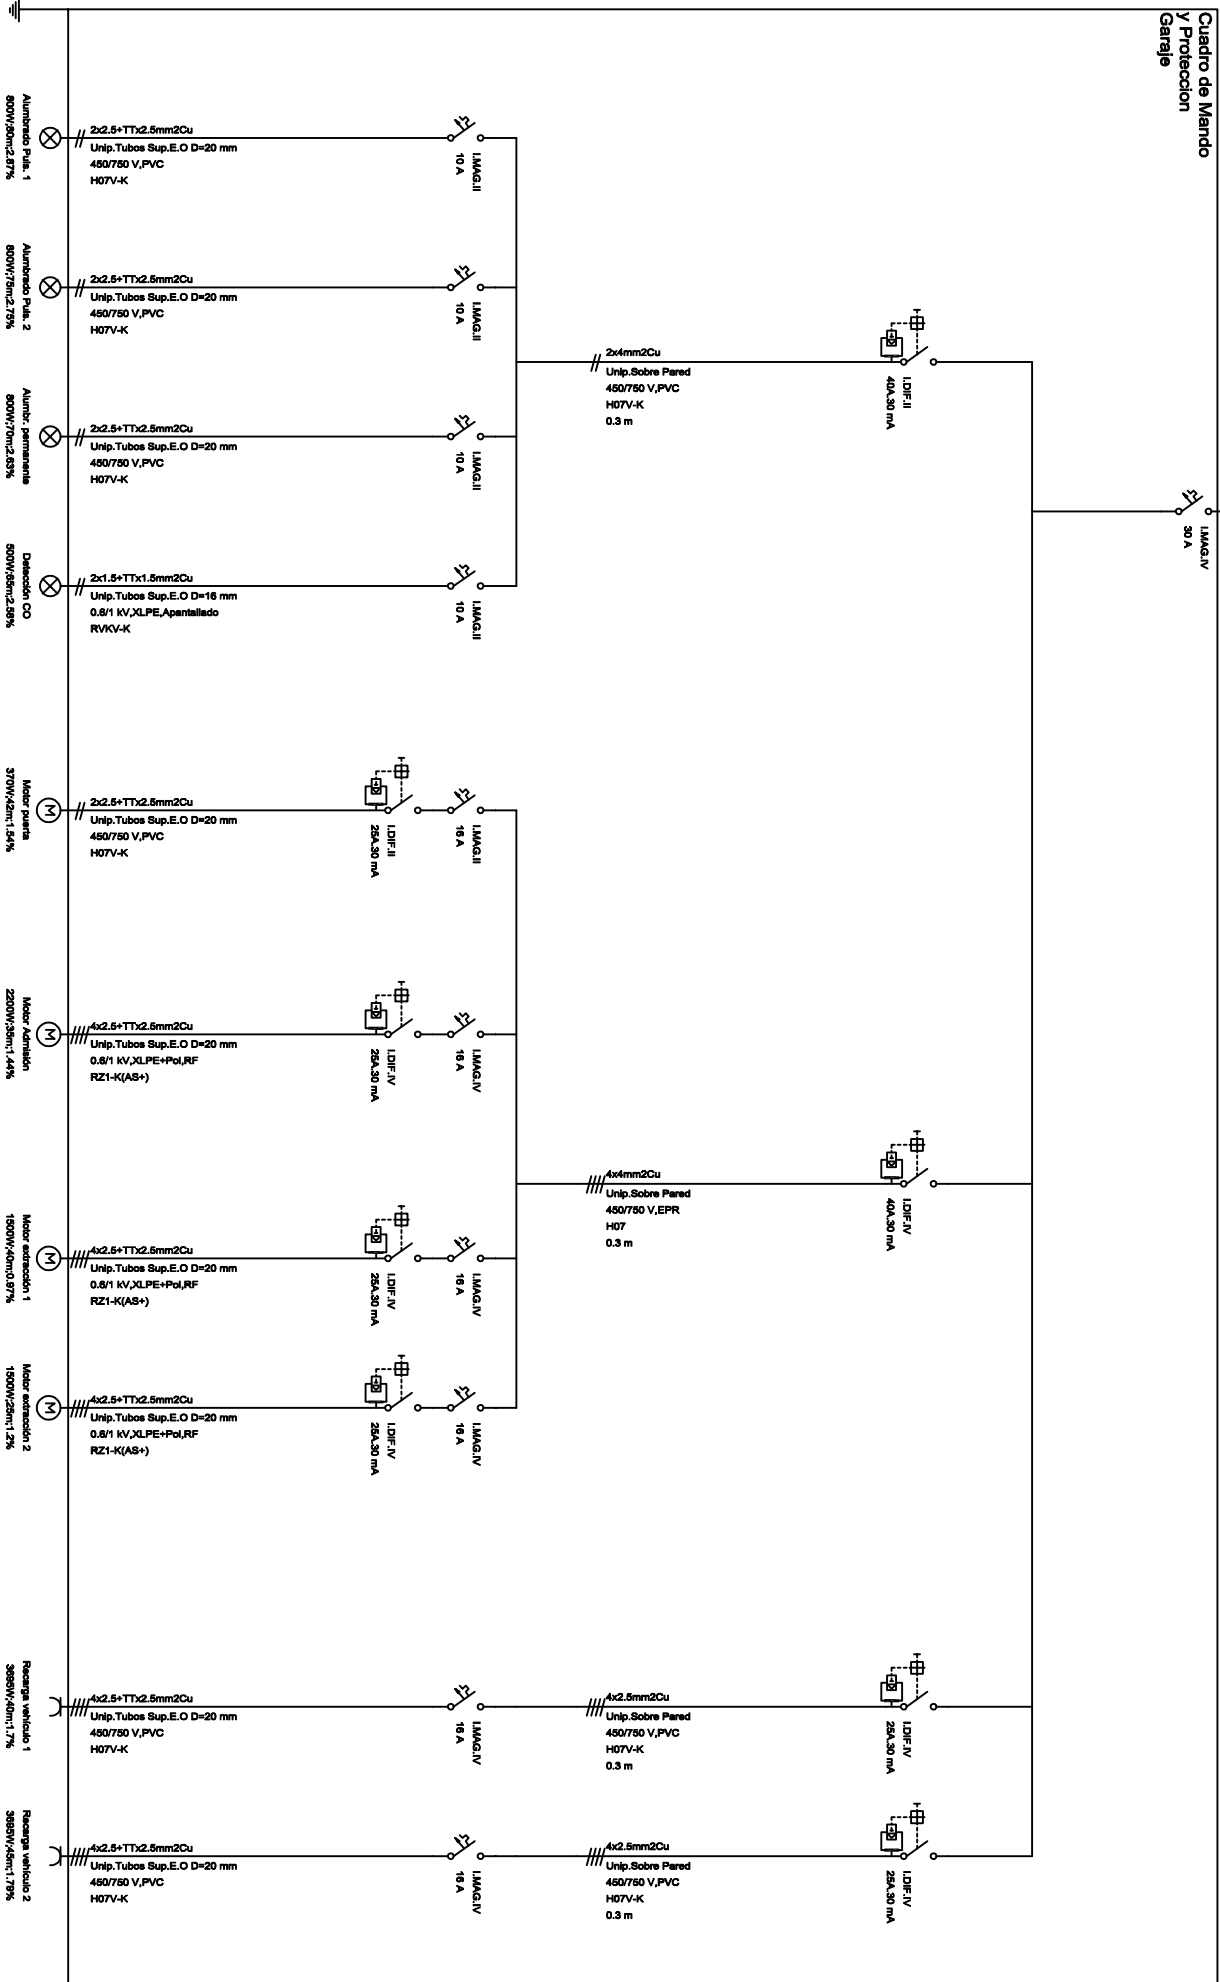 Cuadro de Mando
y Proteccion
Garaje
I.MAG.IV
30 A
I.DIF.II
40A.30 mA
2x4mm2Cu
Unip.Sobre Pared
450/750 V,PVC
H07V-K
0.3 m
I.MAG.II
10 A
2x2.5+TTx2.5mm2Cu
Unip.Tubos Sup.E.O D=20 mm
450/750 V,PVC
H07V-K
Alumbrado Puls. 1
800W;80m;2.87%
I.MAG.II
10 A
2x2.5+TTx2.5mm2Cu
Unip.Tubos Sup.E.O D=20 mm
450/750 V,PVC
H07V-K
Alumbrado Puls. 2
800W;75m;2.75%
I.MAG.II
10 A
2x2.5+TTx2.5mm2Cu
Unip.Tubos Sup.E.O D=20 mm
450/750 V,PVC
H07V-K
Alumbr. permanente
800W;70m;2.63%
I.MAG.II
10 A
2x1.5+TTx1.5mm2Cu
Unip.Tubos Sup.E.O D=16 mm
0.6/1 kV,XLPE,Apantallado
RVKV-K
Detección CO
500W;65m;2.58%
I.DIF.IV
40A.30 mA
4x4mm2Cu
Unip.Sobre Pared
450/750 V,EPR
H07
0.3 m
I.MAG.II
16 A
I.DIF.II
25A.30 mA
2x2.5+TTx2.5mm2Cu
Unip.Tubos Sup.E.O D=20 mm
450/750 V,PVC
H07V-K
M
Motor puerta
370W;42m;1.54%
I.MAG.IV
16 A
I.DIF.IV
25A.30 mA
4x2.5+TTx2.5mm2Cu
Unip.Tubos Sup.E.O D=20 mm
0.6/1 kV,XLPE+Pol,RF
RZ1-K(AS+)
M
Motor Admisión
2200W;35m;1.44%
I.MAG.IV
16 A
I.DIF.IV
25A.30 mA
4x2.5+TTx2.5mm2Cu
Unip.Tubos Sup.E.O D=20 mm
0.6/1 kV,XLPE+Pol,RF
RZ1-K(AS+)
M
Motor extracción 1
1500W;40m;0.97%
I.MAG.IV
16 A
I.DIF.IV
25A.30 mA
4x2.5+TTx2.5mm2Cu
Unip.Tubos Sup.E.O D=20 mm
0.6/1 kV,XLPE+Pol,RF
RZ1-K(AS+)
M
Motor extracción 2
1500W;25m;1.2%
I.DIF.IV
25A.30 mA
4x2.5mm2Cu
Unip.Sobre Pared
450/750 V,PVC
H07V-K
0.3 m
I.MAG.IV
16 A
4x2.5+TTx2.5mm2Cu
Unip.Tubos Sup.E.O D=20 mm
450/750 V,PVC
H07V-K
Recarga vehículo 1
3695W;40m;1.7%
I.DIF.IV
25A.30 mA
4x2.5mm2Cu
Unip.Sobre Pared
450/750 V,PVC
H07V-K
0.3 m
I.MAG.IV
16 A
4x2.5+TTx2.5mm2Cu
Unip.Tubos Sup.E.O D=20 mm
450/750 V,PVC
H07V-K
Recarga vehículo 2
3695W;45m;1.79%